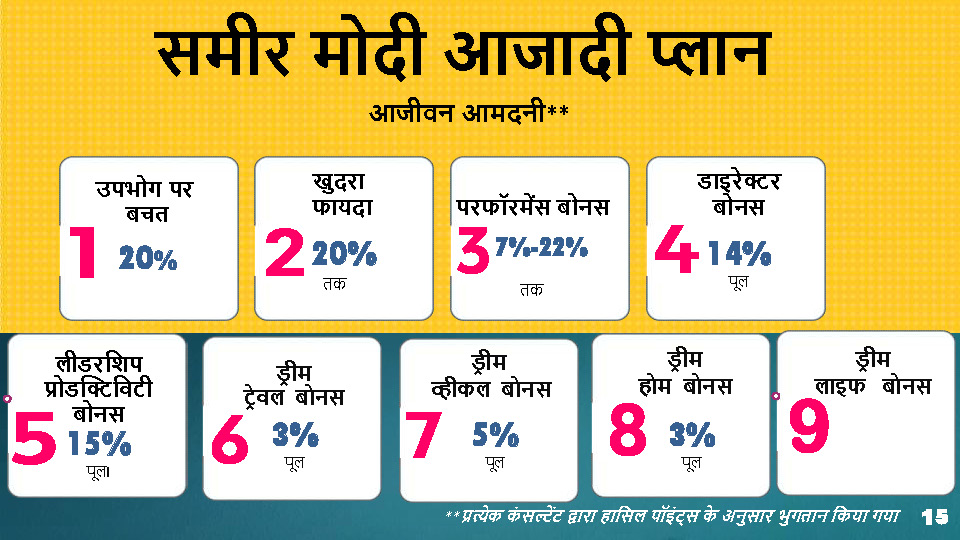 समीर मोदी आजादी प्लान
आजीवन आमदनी**
उपभोग पर
बचत
1
20%
खुदरा
फायदा
2
20%
तक
परफॉरमेंस बोनस
3
7%-22%
तक
डाइरेक्टर
बोनस
4
14%
पूल
लीडरशिप
प्रोडक्टिविटी
बोनस
5
15%
पूल।
ड्रीम
ट्रेवल बोनस
6
3%
पूल
ड्रीम
व्हीकल बोनस
7
5%
पूल
ड्रीम
होम बोनस
8
3%
पूल
ड्रीम
लाइफ बोनस
9
**प्रत्येक कंसल्टेंट द्वारा हासिल पॉइंट्स के अनुसार भुगतान किया गया
15